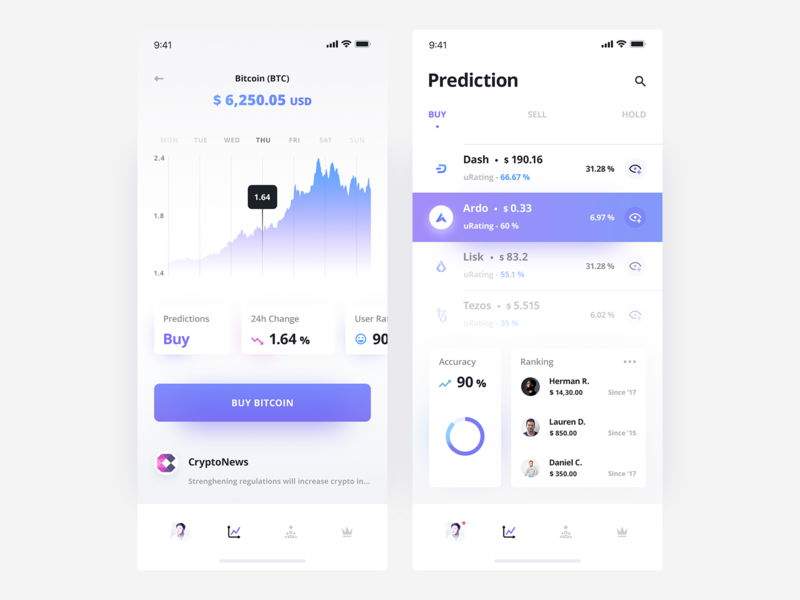 9:41
Bitcoin (BTC)
$ 6,250.05 USD
MON TUE WED THU FRI SAT SUN
2.4
1.64
1.8
1.4
Predictions
Buy
24h Change
1.64 %
User Ra
90
BUY BITCOIN
CryptoNews
Strengthening regulations will increase crypto in...
9:41
Prediction
BUY SELL HOLD
Dash • $ 190.16
uRating - 66.67 %
31.28 %
Ardo • $ 0.33
uRating - 60 %
6.97 %
Lisk • $ 83.2
uRating - 55.1 %
31.28 %
Tezos • $ 5.515
uRating - 35 %
6.02 %
Accuracy
90 %
Ranking
Herman R.
$ 14,30.00
Since '17
Lauren D.
$ 850.00
Since '15
Daniel C.
$ 350.00
Since '17